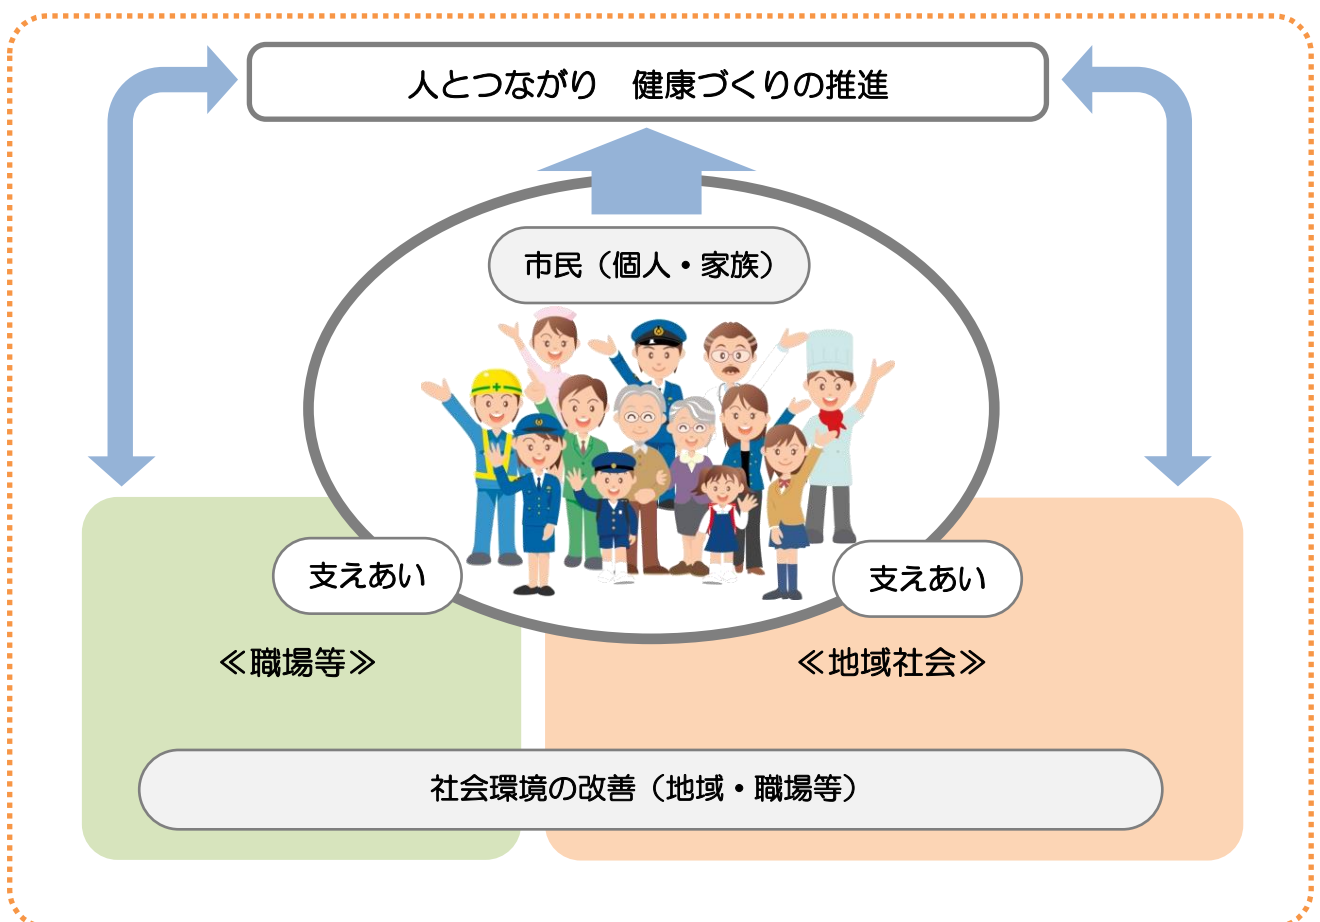 人とつながり　健康づくりの推進
市民（個人・家族）
支えあい
支えあい
≪職場等≫
≪地域社会≫
社会環境の改善（地域・職場等）